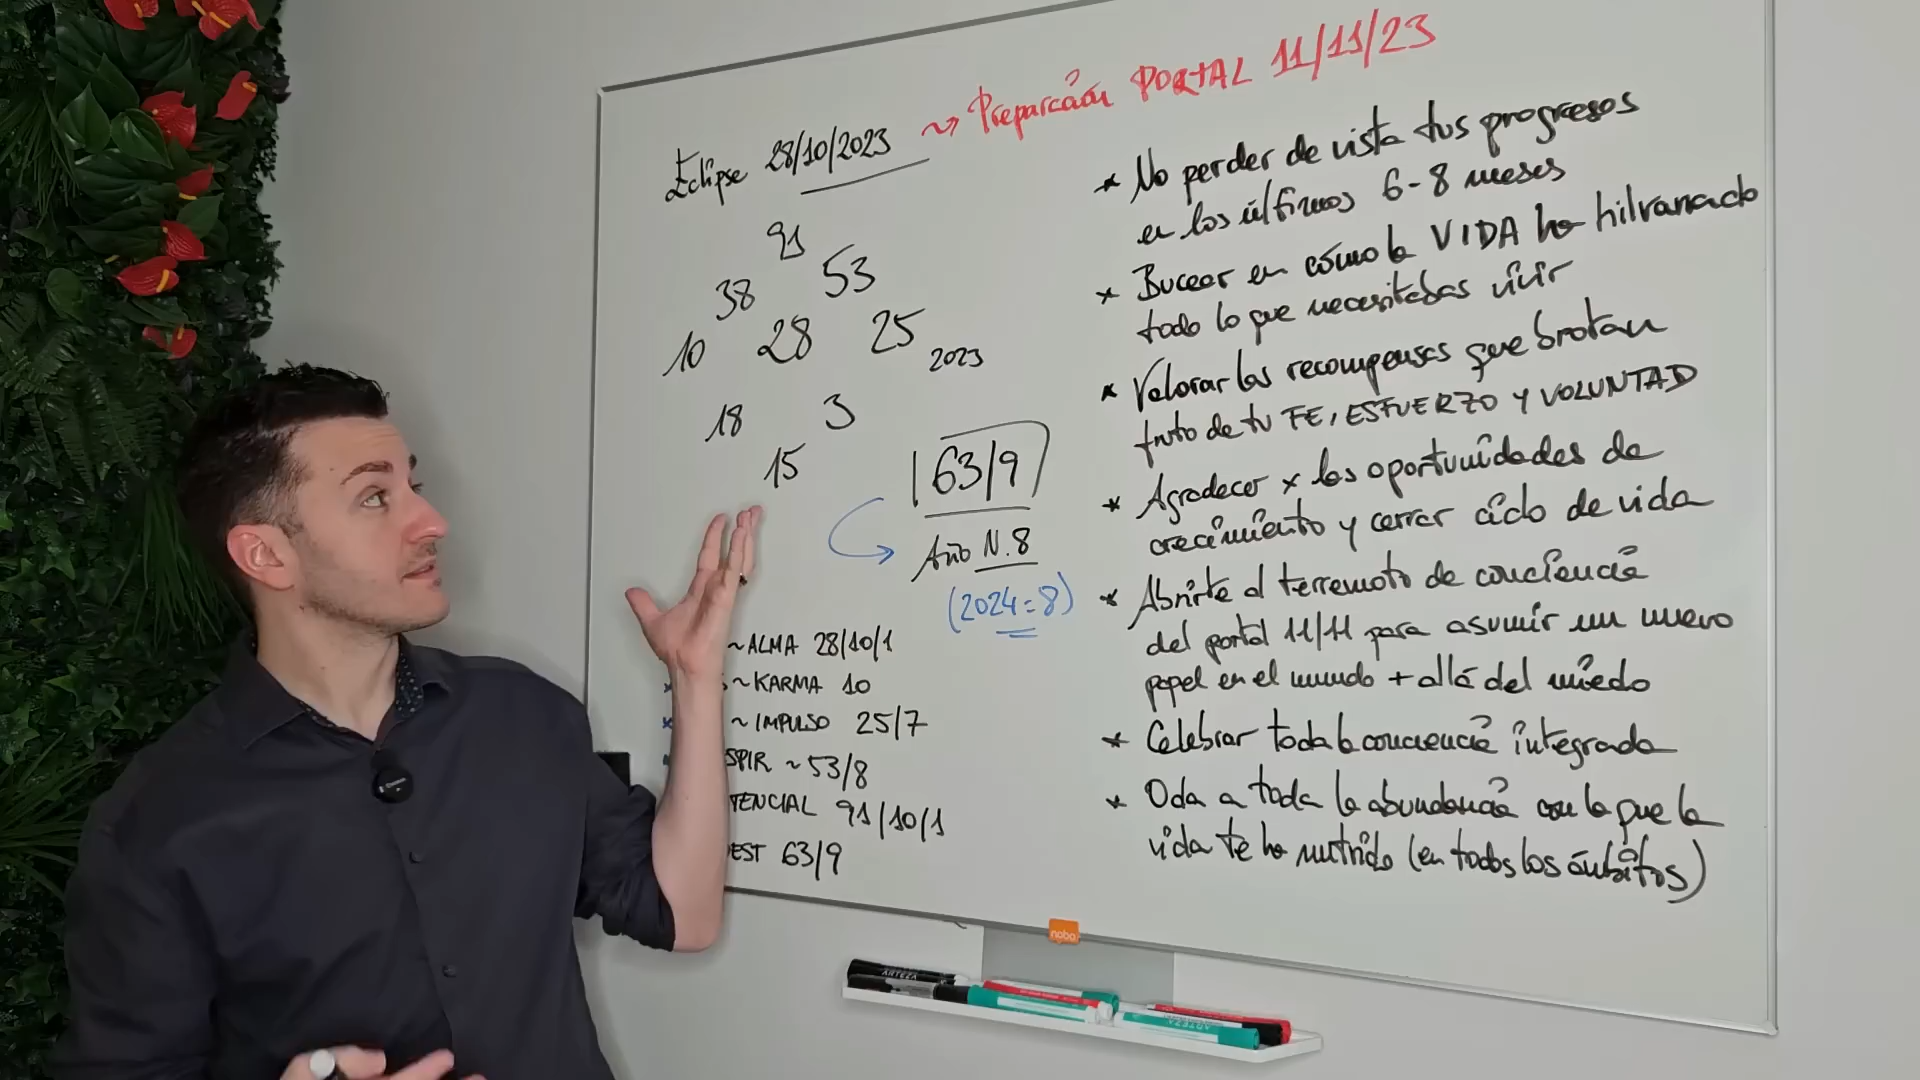 Eclipse 28/10/2023 ~> Preparcáon PORTAL 11/11/23
91
38 53
10 28 25 2023
18 3
15
63/9
Año N.8
(2024=8)
~ALMA 28/10/1
~KARMA 10
~IMPULSO 25/7
SPIR ~53/8
TENCIAL 91/10/1
EST 63/9
* No perder de vista tus progresos
en los últimos 6-8 meses
* Bucear en cómo la VIDA ha hilvanado
todo lo que necesitabas vivir
* Valorar las recompensas que brotan
fruto de tu FE, ESFUERZO Y VOLUNTAD
* Agradecer x las oportunidades de
crecimiento y cerrar ciclo de vida
* Abrirte al terremoto de conciencia
del portal 11/11 para asumir un nuevo
papel en el mundo + allá del miedo
* Celebrar toda la conciencia integrada
* Oda a toda la abundancia con la que la
vida te ha nutrido (en todos los ámbitos)
nobo
ARTEZA
ARTEZA